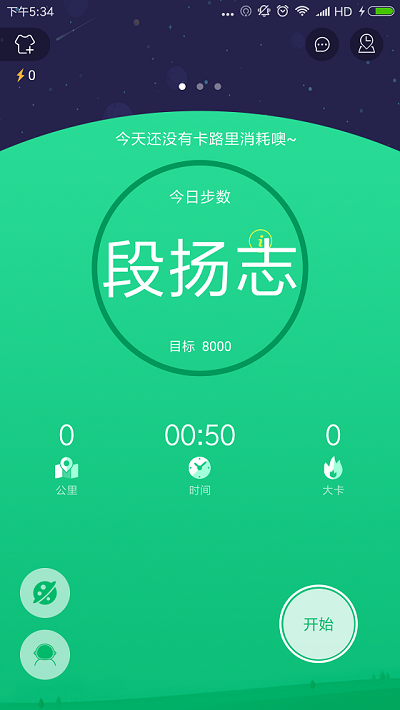 下午5:34
... HD
0
今天还没有卡路里消耗噢~
今日步数
段扬志
目标 8000
0 00:50 0
公里 时间 大卡
开始